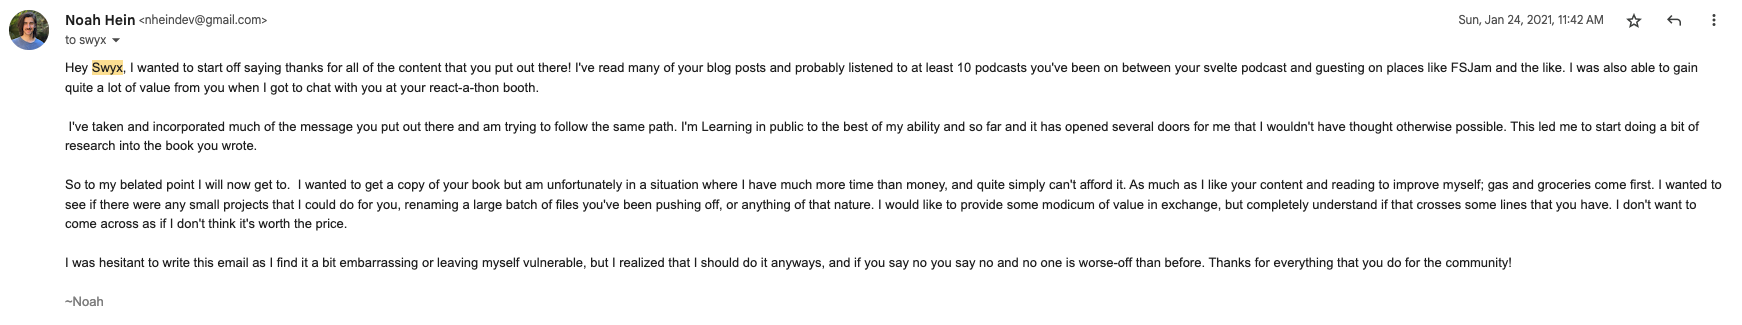 Noah Hein <nheindev@gmail.com>
Sun, Jan 24, 2021, 11:42 AM
to swyx
Hey Swyx, I wanted to start off saying thanks for all of the content that you put out there! I've read many of your blog posts and probably listened to at least 10 podcasts you've been on between your svelte podcast and guesting on places like FSJam and the like. I was also able to gain
quite a lot of value from you when I got to chat with you at your react-a-thon booth.
I've taken and incorporated much of the message you put out there and am trying to follow the same path. I'm Learning in public to the best of my ability and so far and it has opened several doors for me that I wouldn't have thought otherwise possible. This led me to start doing a bit of
research into the book you wrote.
So to my belated point I will now get to.  I wanted to get a copy of your book but am unfortunately in a situation where I have much more time than money, and quite simply can't afford it. As much as I like your content and reading to improve myself; gas and groceries come first. I wanted to
see if there were any small projects that I could do for you, renaming a large batch of files you've been pushing off, or anything of that nature. I would like to provide some modicum of value in exchange, but completely understand if that crosses some lines that you have. I don't want to
come across as if I don't think it's worth the price.
I was hesitant to write this email as I find it a bit embarrassing or leaving myself vulnerable, but I realized that I should do it anyways, and if you say no you say no and no one is worse-off than before. Thanks for everything that you do for the community!
~Noah